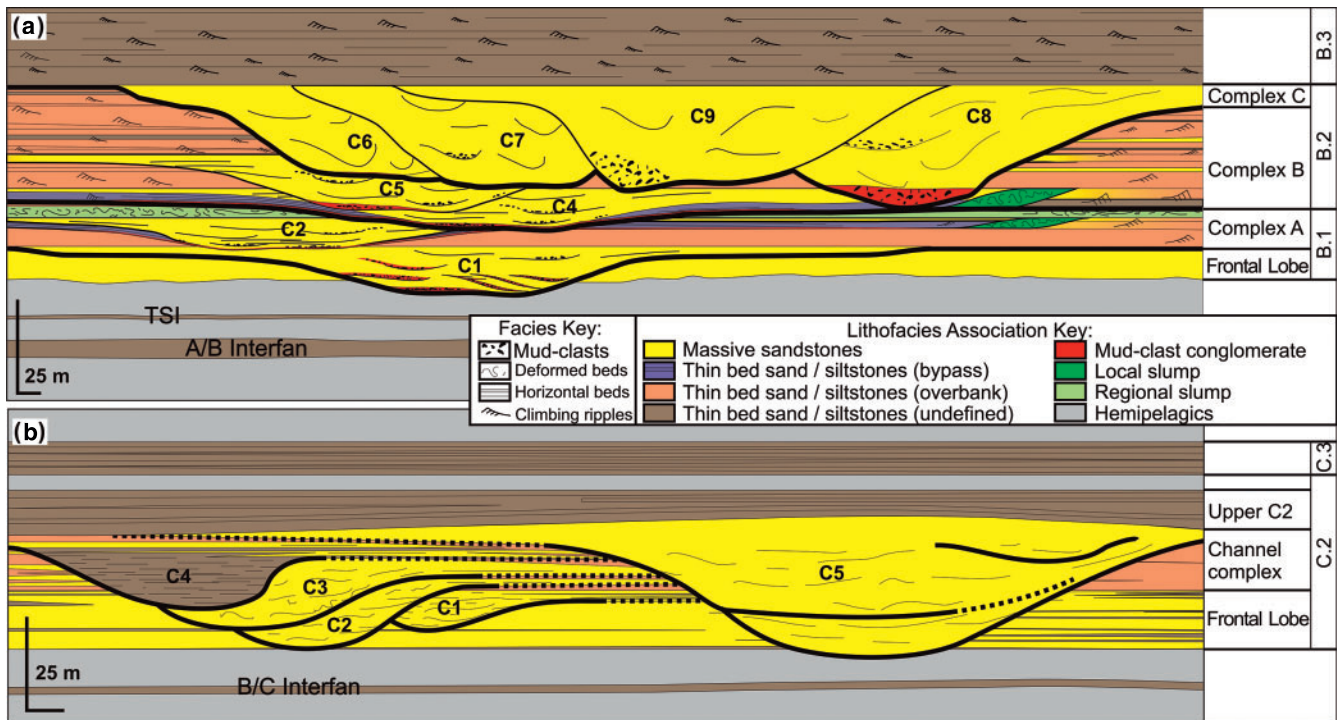 (a)
B.3
Complex C
C9
C8
C6
C7
B.2
Complex B
C5
C4
C2
Complex A
B.1
C1
Frontal Lobe
TSI
A/B Interfan
25 m
Facies Key:
Mud-clasts
Deformed beds
Horizontal beds
Climbing ripples
Lithofacies Association Key:
Massive sandstones
Thin bed sand / siltstones (bypass)
Thin bed sand / siltstones (overbank)
Thin bed sand / siltstones (undefined)
Mud-clast conglomerate
Local slump
Regional slump
Hemipelagics
(b)
C.3
Upper C2
C.2
Channel
complex
C4
C3
C5
C1
C2
Frontal Lobe
25 m
B/C Interfan